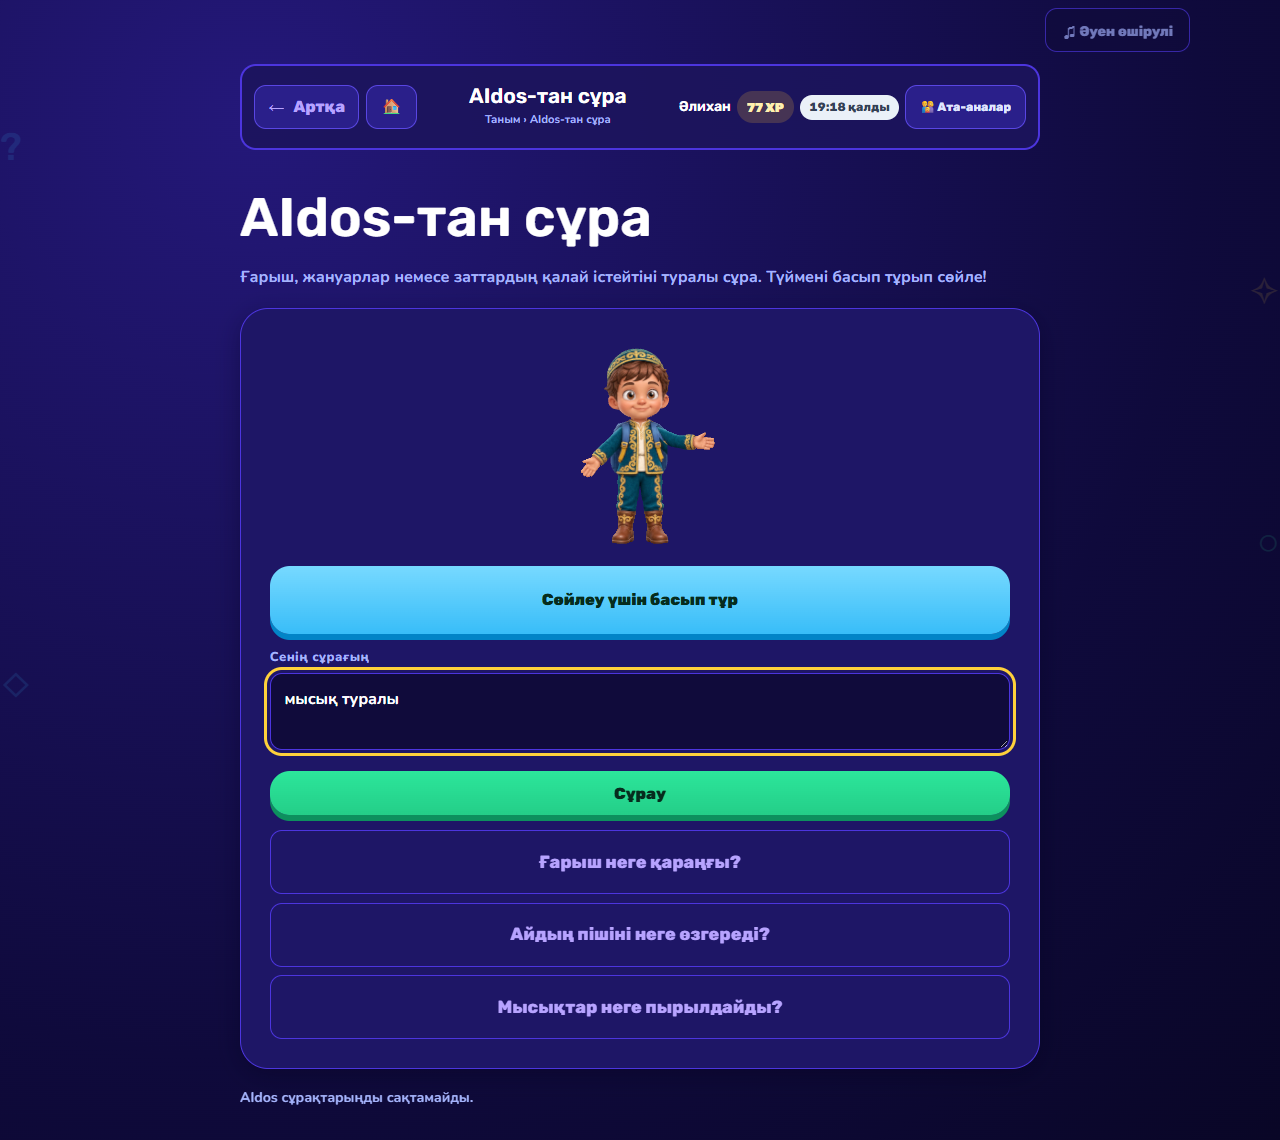 ♫ Әуен өшірулі
← Артқа
🏠
Aldos-тан сұра
Таным › Aldos-тан сұра
Әлихан
77 XP
19:18 қалды
Ата-аналар
Aldos-тан сұра
Ғарыш, жануарлар немесе заттардың қалай істейтіні туралы сұра. Түймені басып тұрып сөйле!
Сөйлеу үшін басып тұр
Сенің сұрағың
мысық туралы
Сұрау
Ғарыш неге қараңғы?
Айдың пішіні неге өзгереді?
Мысықтар неге пырылдайды?
Aldos сұрақтарыңды сақтамайды.